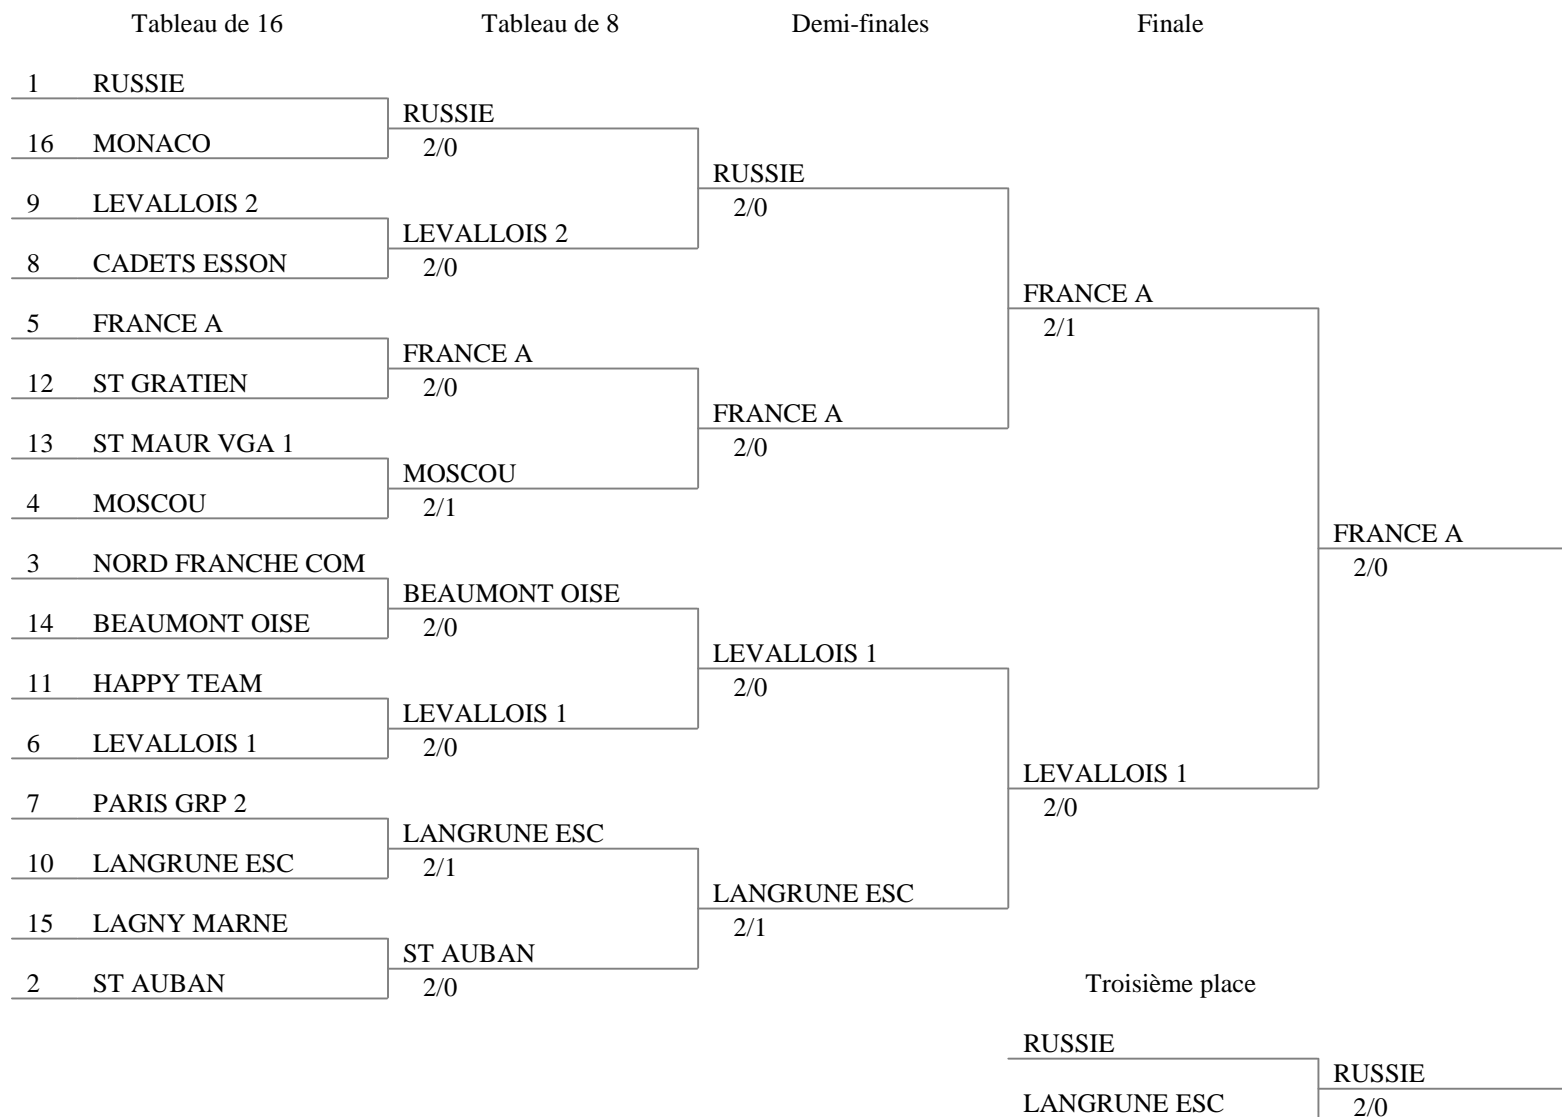 Tableau de 16 Tableau de 8 Demi-finales Finale
1 RUSSIE
RUSSIE
16 MONACO 2/0
RUSSIE
9 LEVALLOIS 2 2/0
LEVALLOIS 2
8 CADETS ESSON 2/0
FRANCE A
5 FRANCE A 2/1
FRANCE A
12 ST GRATIEN 2/0
FRANCE A
13 ST MAUR VGA 1 2/0
MOSCOU
4 MOSCOU 2/1
FRANCE A
3 NORD FRANCHE COM 2/0
BEAUMONT OISE
14 BEAUMONT OISE 2/0
LEVALLOIS 1
11 HAPPY TEAM 2/0
LEVALLOIS 1
6 LEVALLOIS 1 2/0
LEVALLOIS 1
7 PARIS GRP 2 2/0
LANGRUNE ESC
10 LANGRUNE ESC 2/1
LANGRUNE ESC
15 LAGNY MARNE 2/1
ST AUBAN
2 ST AUBAN 2/0 Troisième place
RUSSIE
RUSSIE
LANGRUNE ESC 2/0